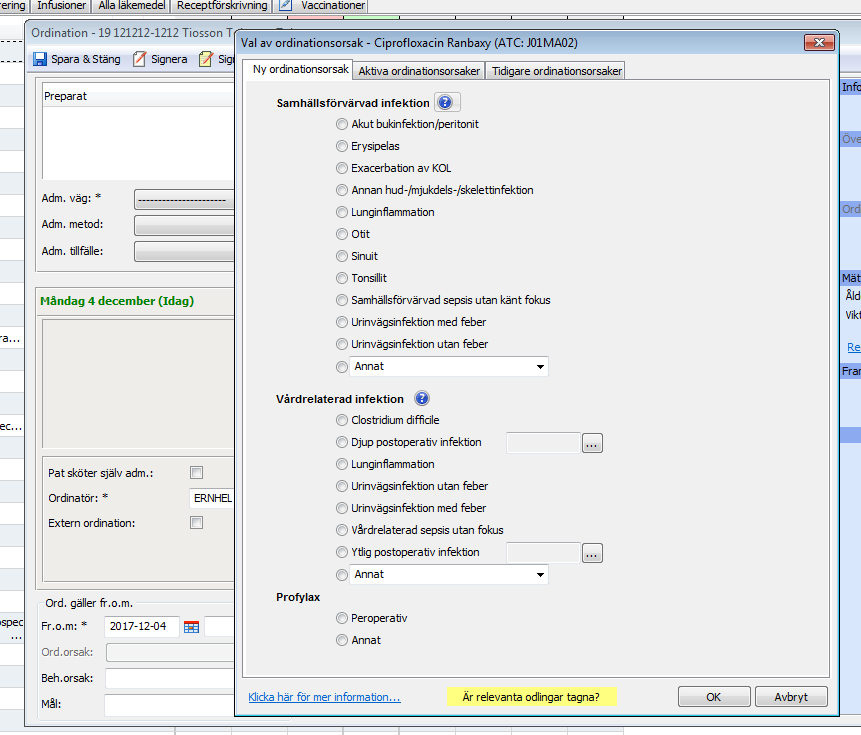 rering Infusioner Alla läkemedel Receptförskrivning Vaccinationer
Ordination - 19 121212-1212 Tiosson
Spara & Stäng Signera
Preparat
Adm. väg: * ----------------------
Adm. metod:
Adm. tillfälle:
Måndag 4 december (Idag)
Pat sköter själv adm.:
Ordinatör: * ERNHEL
Extern ordination:
Ord. gäller fr.o.m.
Fr.o.m: * 2017-12-04
Ord.orsak:
Beh.orsak:
Mål:
ra...
ec...
ospec
...
Val av ordinationsorsak - Ciprofloxacin Ranbaxy (ATC: J01MA02)
Ny ordinationsorsak Aktiva ordinationsorsaker Tidigare ordinationsorsaker
Samhällsförvärvad infektion ?
Akut bukinfektion/peritonit
Erysipelas
Exacerbation av KOL
Annan hud-/mjukdels-/skelettinfektion
Lunginflammation
Otit
Sinuit
Tonsillit
Samhällsförvärvad sepsis utan känt fokus
Urinvägsinfektion med feber
Urinvägsinfektion utan feber
Annat
Vårdrelaterad infektion ?
Clostridium difficile
Djup postoperativ infektion ...
Lunginflammation
Urinvägsinfektion utan feber
Urinvägsinfektion med feber
Vårdrelaterad sepsis utan fokus
Ytlig postoperativ infektion ...
Annat
Profylax
Peroperativ
Annat
Klicka här för mer information... Är relevanta odlingar tagna? OK Avbryt
Info
Öve
Ord
Mät
Åld
Vikt
Re
Fran